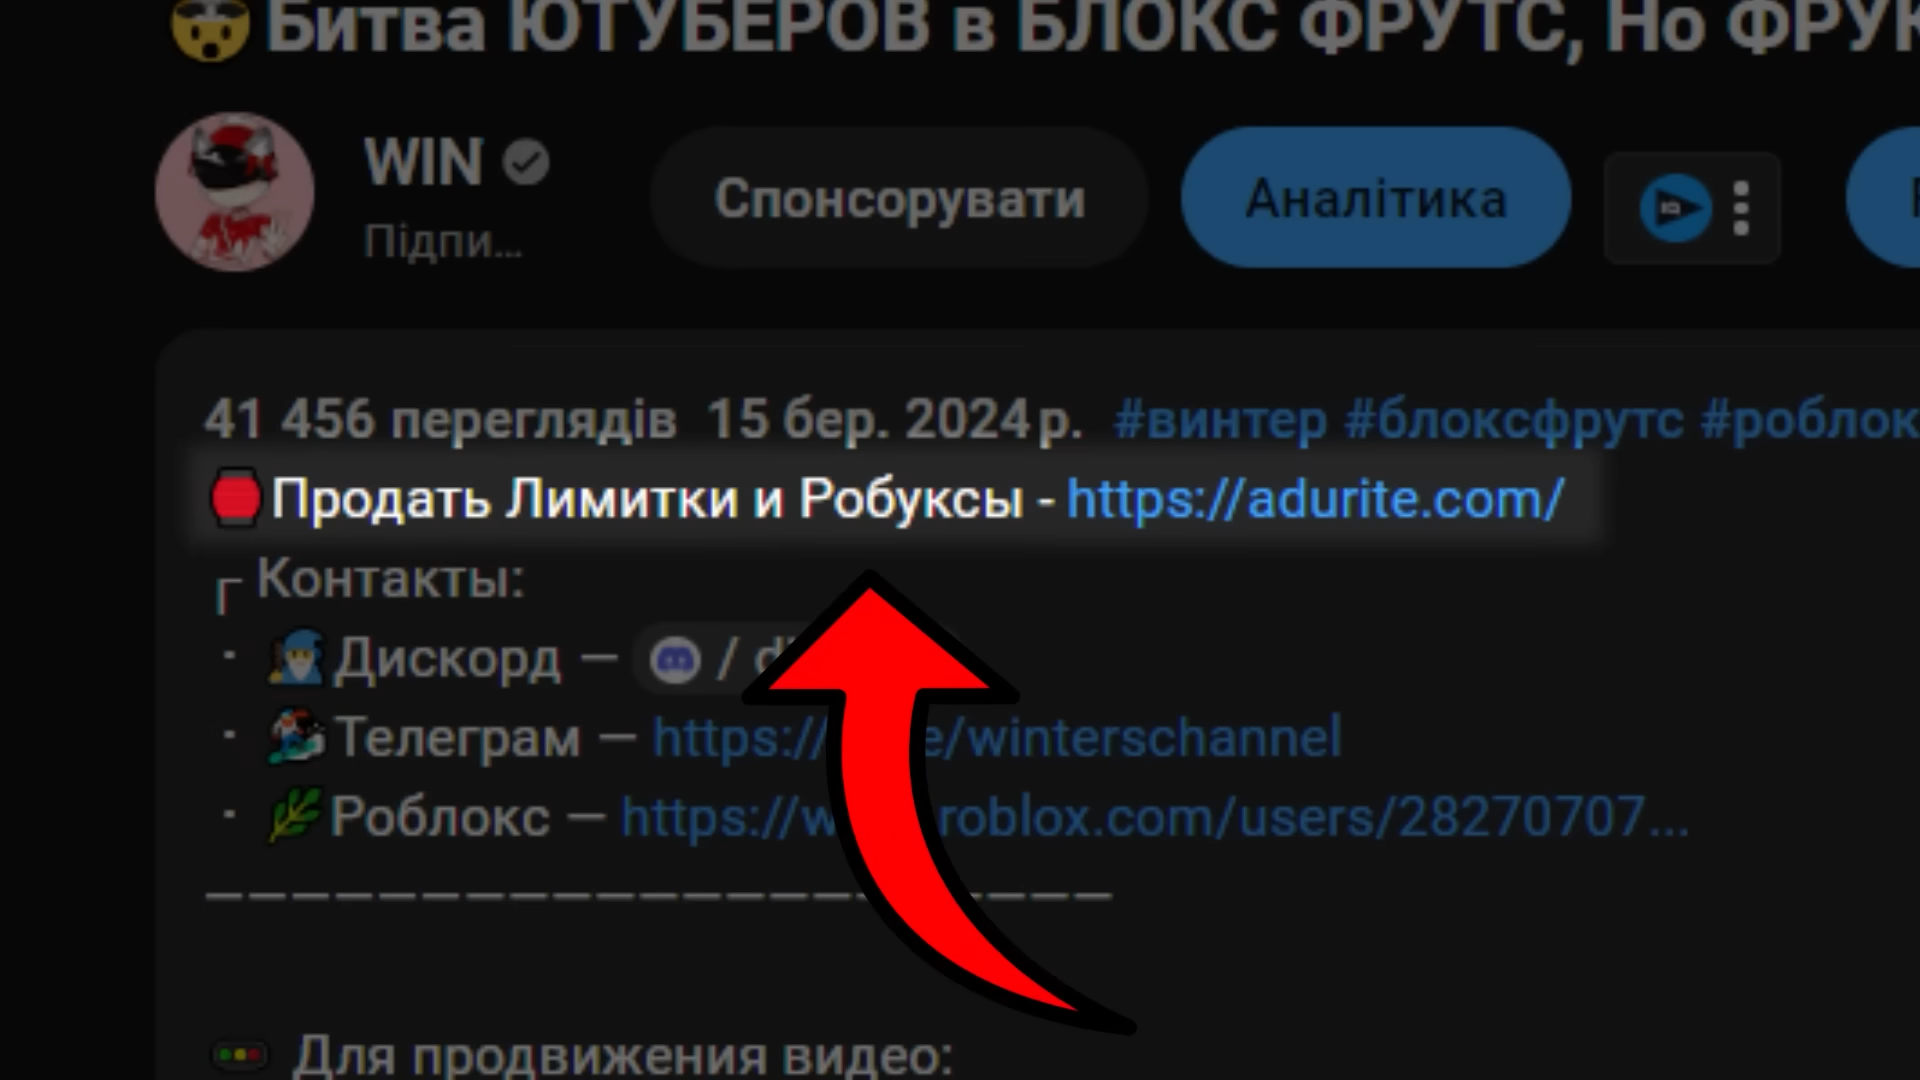 Битва ЮТУБЕРОВ в БЛОКС ФРУТС, Но ФРУК
WIN
Підпи...
Спонсорувати
Аналітика
41 456 переглядів 15 бер. 2024 р. #винтер #блоксфрутс #роблок
Продать Лимитки и Робуксы - https://adurite.com/
Контакты:
· Дискорд — / d
· Телеграм — https:// e/winterschannel
· Роблокс — https://w roblox.com/users/28270707...
—————————————————————
Для продвижения видео: